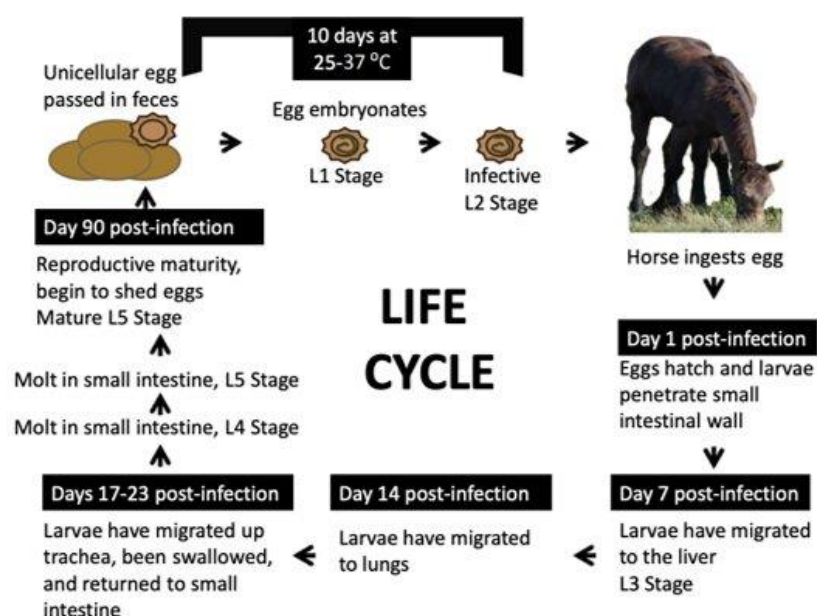 10 days at
25-37 °C
Unicellular egg
passed in feces
Egg embryonates
L1 Stage
Infective
L2 Stage
Horse ingests egg
Day 1 post-infection
Eggs hatch and larvae
penetrate small
intestinal wall
Day 7 post-infection
Larvae have migrated
to the liver
L3 Stage
Day 14 post-infection
Larvae have migrated
to lungs
Days 17-23 post-infection
Larvae have migrated up
trachea, been swallowed,
and returned to small
intestine
Molt in small intestine, L4 Stage
Molt in small intestine, L5 Stage
Day 90 post-infection
Reproductive maturity,
begin to shed eggs
Mature L5 Stage
LIFE
CYCLE